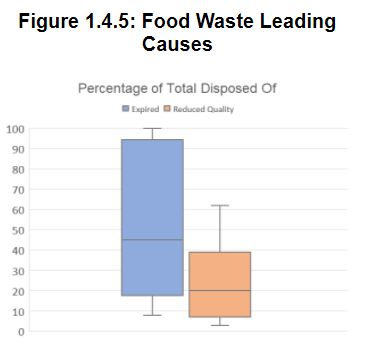 Figure 1.4.5: Food Waste Leading
Causes
Percentage of Total Disposed Of
Expired Reduced Quality
100
90
80
70
60
50
40
30
20
10
0